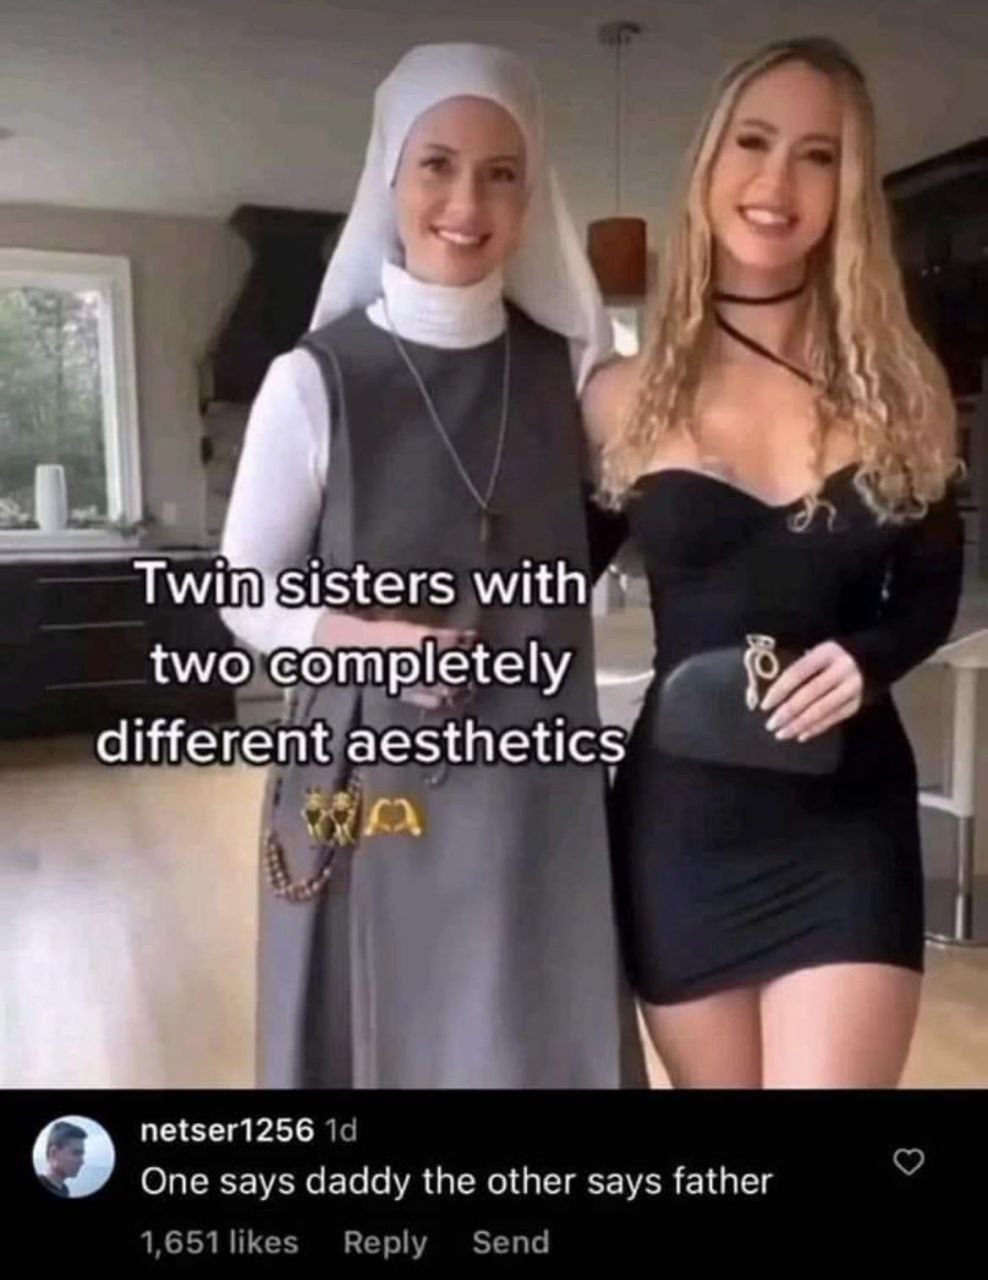 Twin sisters with
two completely
different aesthetics
👯‍♀️🫶
netser1256 1d
One says daddy the other says father
1,651 likes Reply Send